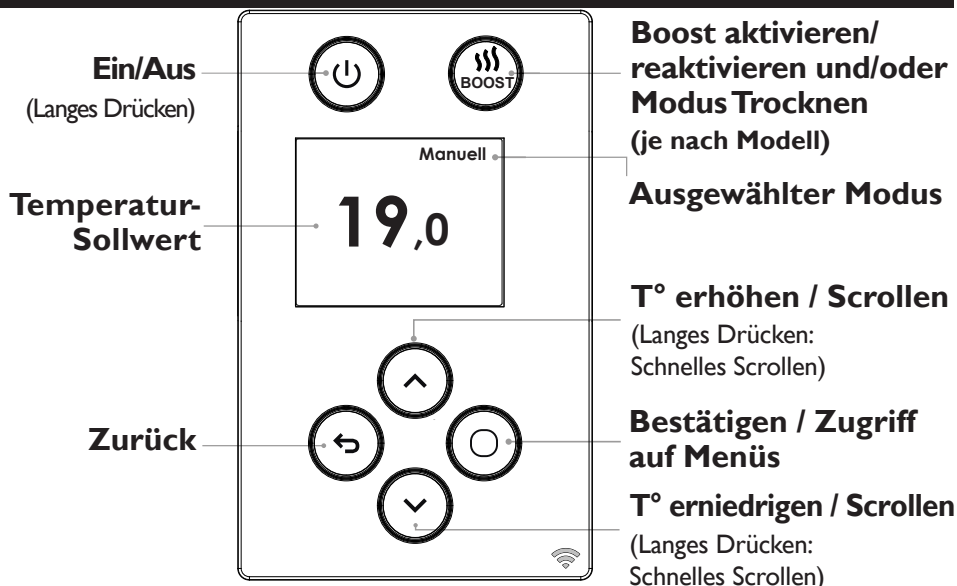 Ein/Aus
(Langes Drücken)
BOOST
Boost aktivieren/
reaktivieren und/oder
Modus Trocknen
(je nach Modell)
Manuell
Ausgewählter Modus
Temperatur-
Sollwert
19,0
T° erhöhen / Scrollen
(Langes Drücken:
Schnelles Scrollen)
Zurück
Bestätigen / Zugriff
auf Menüs
T° erniedrigen / Scrollen
(Langes Drücken:
Schnelles Scrollen)